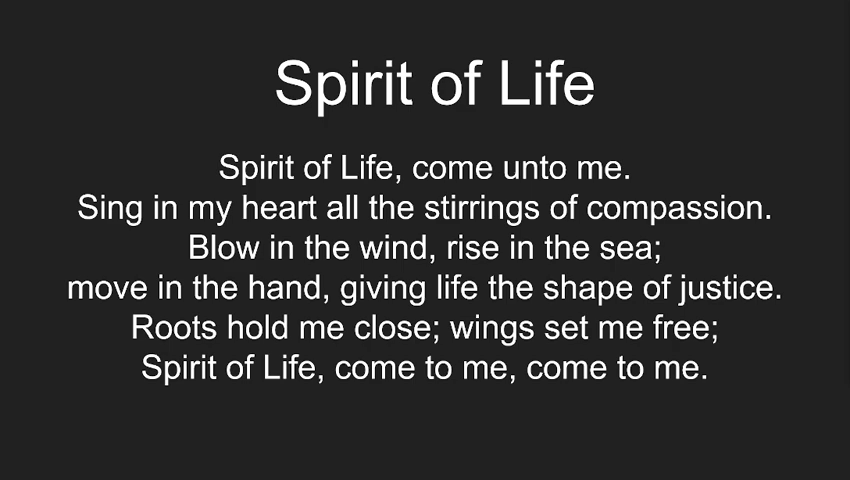 Spirit of Life
Spirit of Life, come unto me.
Sing in my heart all the stirrings of compassion.
Blow in the wind, rise in the sea;
move in the hand, giving life the shape of justice.
Roots hold me close; wings set me free;
Spirit of Life, come to me, come to me.